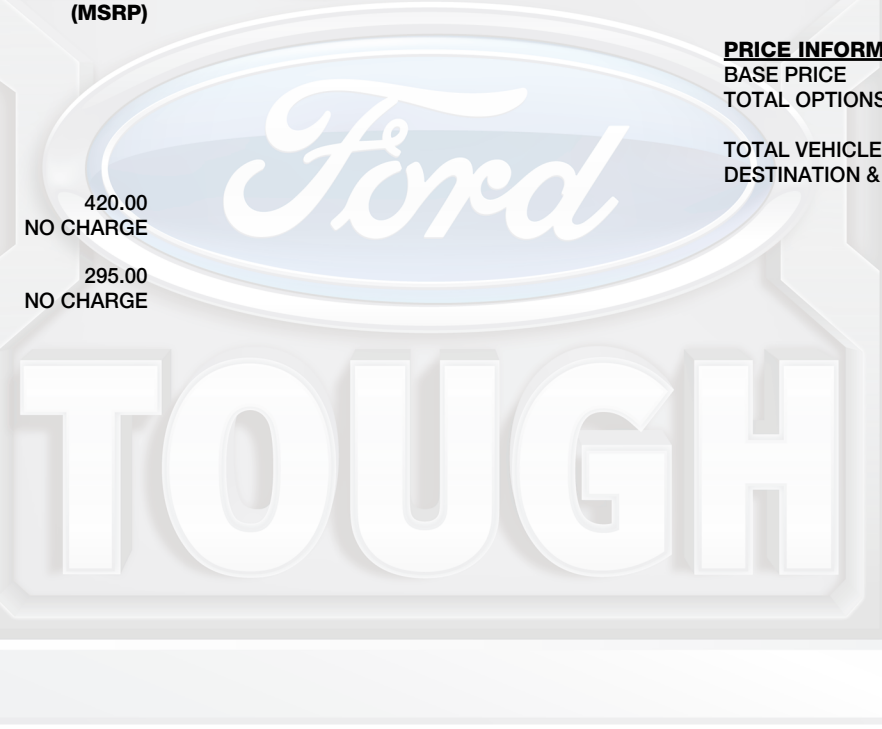 (MSRP)
420.00
NO CHARGE
295.00
NO CHARGE
PRICE INFORM
BASE PRICE
TOTAL OPTIONS
TOTAL VEHICLE
DESTINATION &
Ford
TOUGH